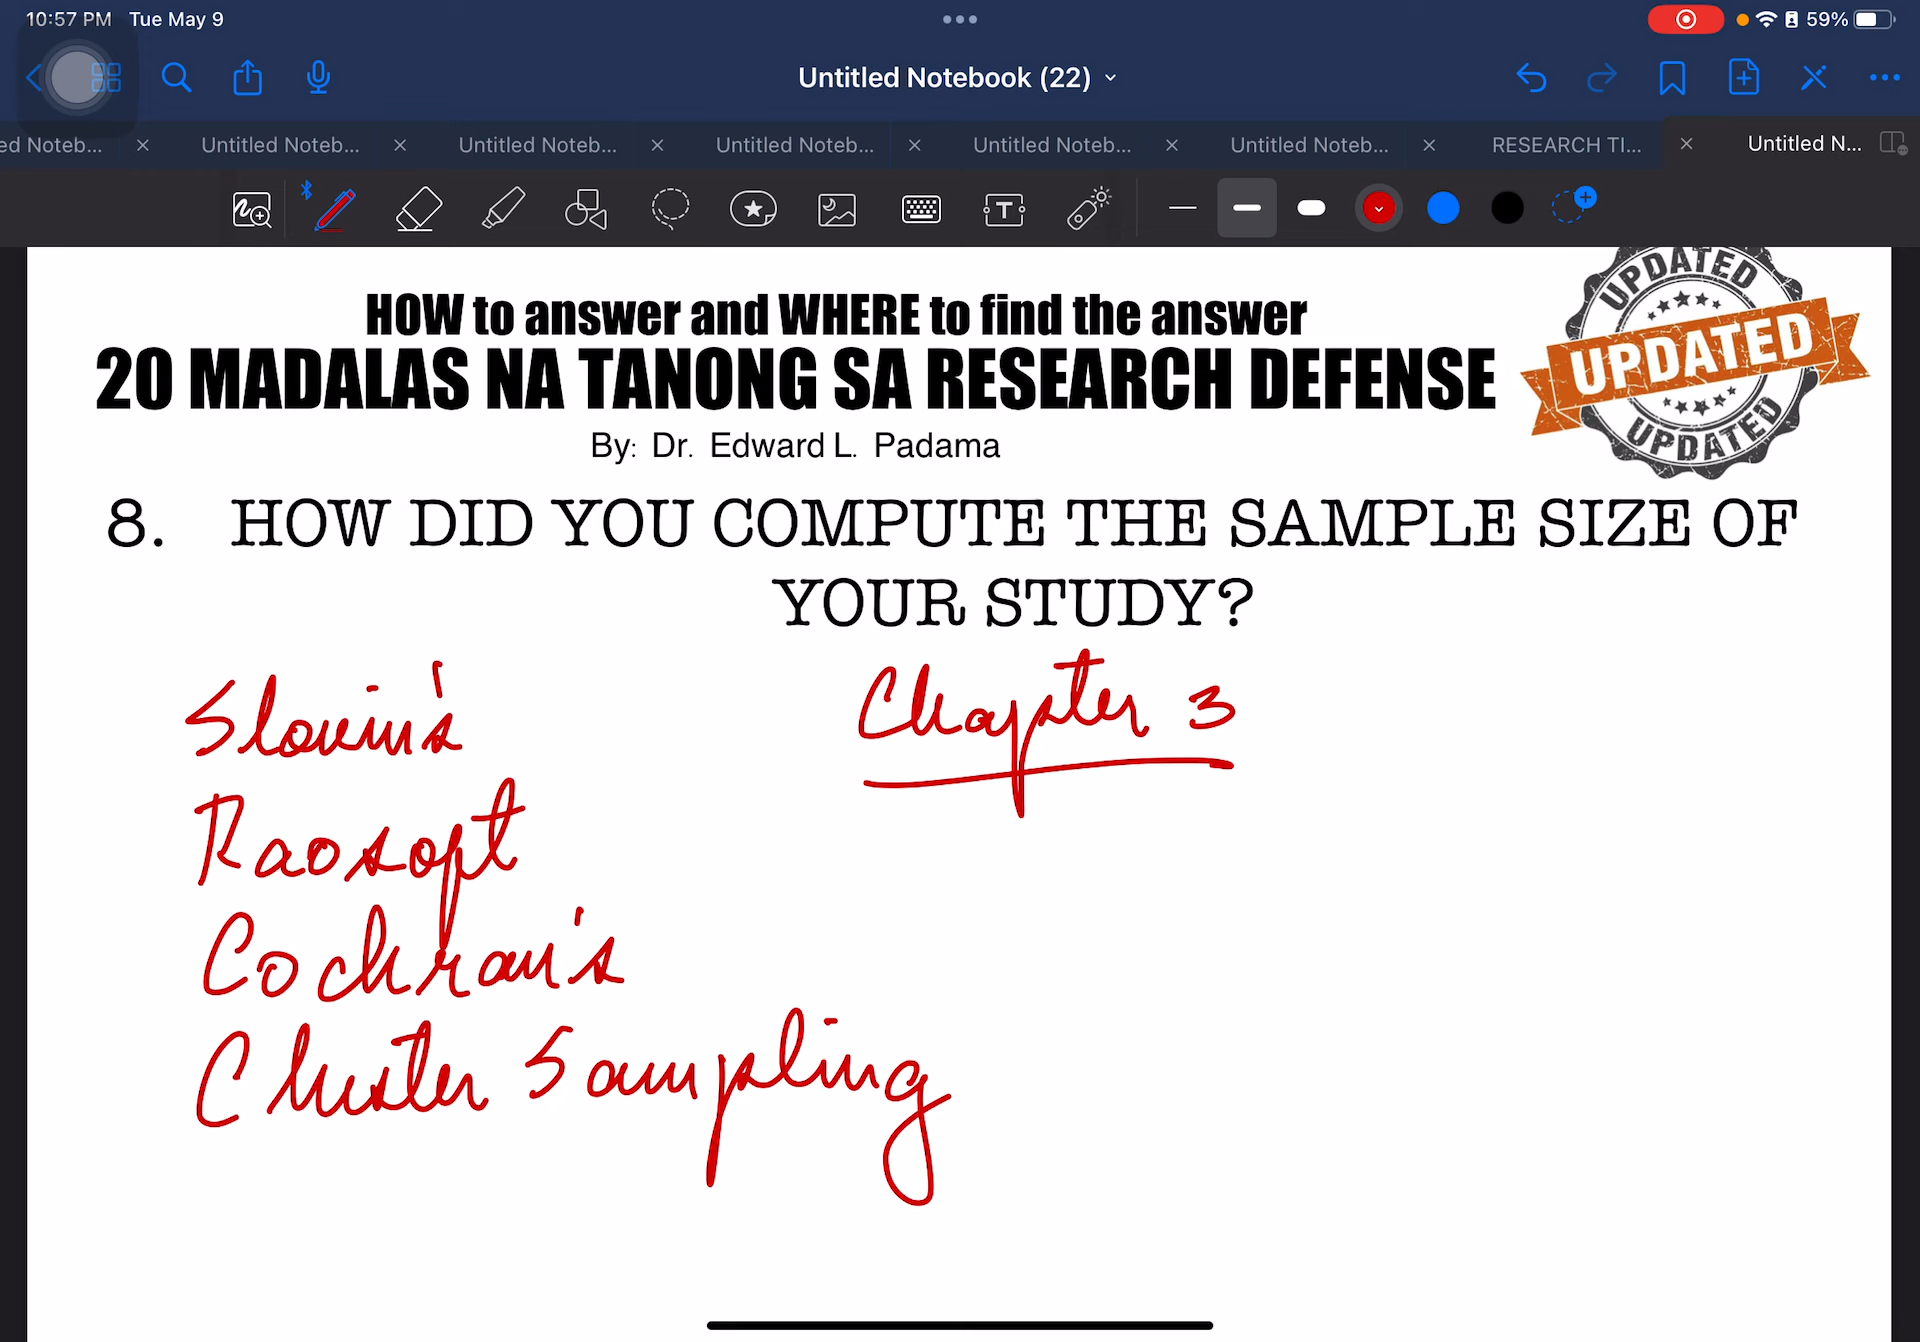 10:57 PM Tue May 9
59%
Untitled Notebook (22)
ed Noteb...
Untitled Noteb...
Untitled Noteb...
Untitled Noteb...
Untitled Noteb...
Untitled Noteb...
RESEARCH TI...
Untitled N...
HOW to answer and WHERE to find the answer
20 MADALAS NA TANONG SA RESEARCH DEFENSE
By: Dr. Edward L. Padama
UPDATED
UPDATED
UPDATED
8. HOW DID YOU COMPUTE THE SAMPLE SIZE OF
YOUR STUDY?
Chapter 3
Slovin's
Raosopt
Cochran's
Cluster Sampling